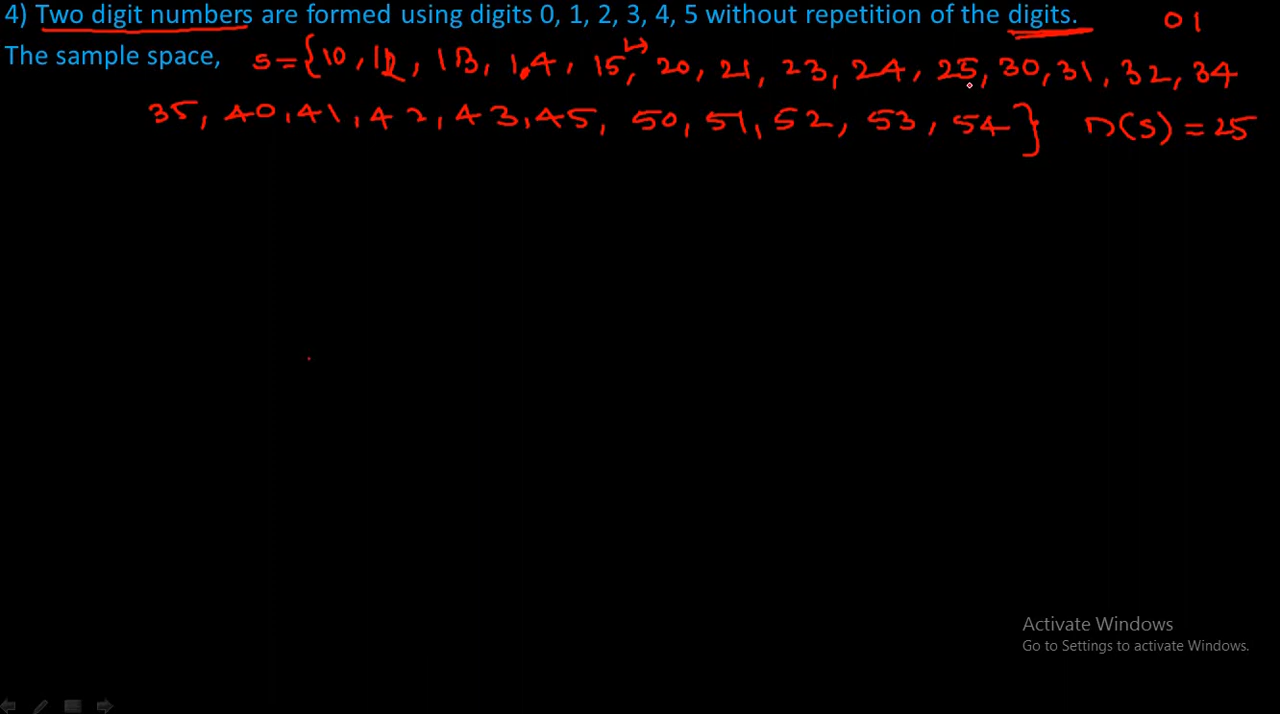 4) Two digit numbers are formed using digits 0, 1, 2, 3, 4, 5 without repetition of the digits. 0 1
The sample space, S={10, 12, 13, 14, 15, 20, 21, 23, 24, 25, 30, 31, 32, 34
35, 40, 41, 42, 43, 45, 50, 51, 52, 53, 54} n(S) = 25
Activate Windows
Go to Settings to activate Windows.